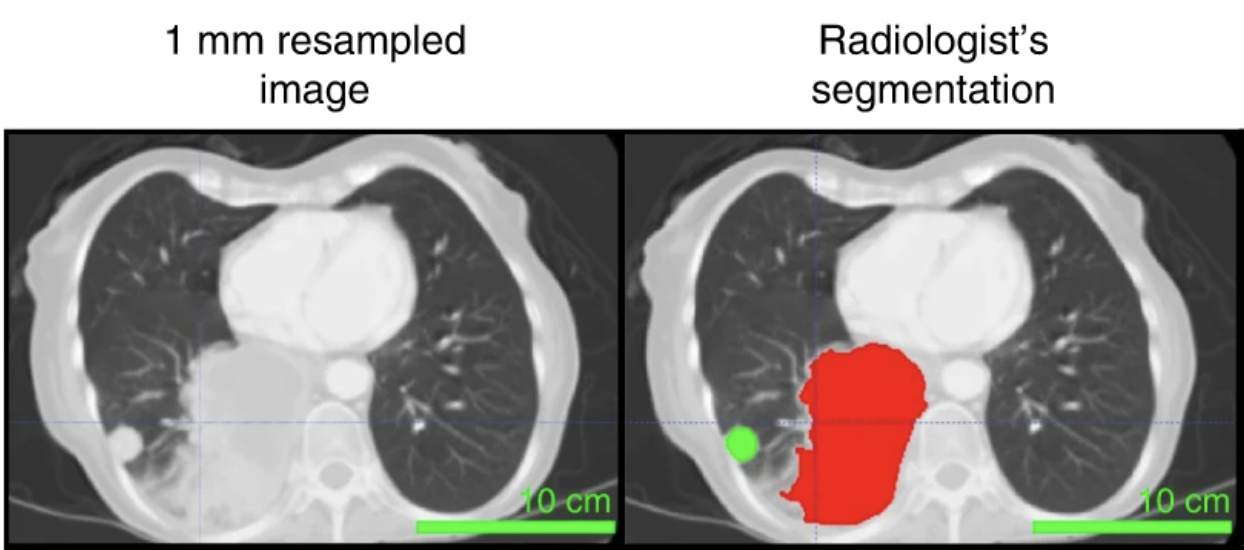 1 mm resampled
image
Radiologist’s
segmentation
10 cm
10 cm